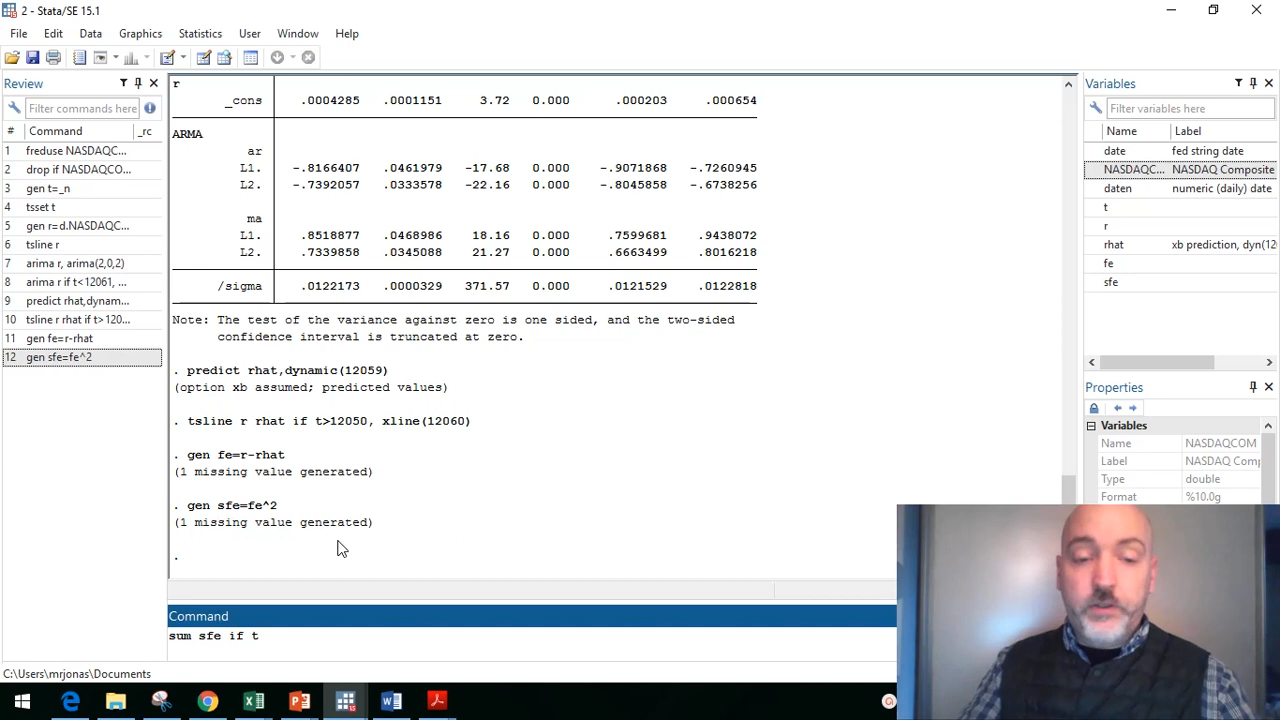 2 - Stata/SE 15.1
File Edit Data Graphics Statistics User Window Help
Review
Filter commands here
# Command _rc
1 freduse NASDAQC...
2 drop if NASDAQCO...
3 gen t=_n
4 tsset t
5 gen r=d.NASDAQC...
6 tsline r
7 arima r, arima(2,0,2)
8 arima r if t<12061, ...
9 predict rhat,dynam...
10 tsline r rhat if t>120...
11 gen fe=r-rhat
12 gen sfe=fe^2
r
_cons .0004285 .0001151 3.72 0.000 .000203 .000654
ARMA
ar
L1. -.8166407 .0461979 -17.68 0.000 -.9071868 -.7260945
L2. -.7392057 .0333578 -22.16 0.000 -.8045858 -.6738256
ma
L1. .8518877 .0468986 18.16 0.000 .7599681 .9438072
L2. .7339858 .0345088 21.27 0.000 .6663499 .8016218
/sigma .0122173 .0000329 371.57 0.000 .0121529 .0122818
Note: The test of the variance against zero is one sided, and the two-sided
confidence interval is truncated at zero.
. predict rhat,dynamic(12059)
(option xb assumed; predicted values)
. tsline r rhat if t>12050, xline(12060)
. gen fe=r-rhat
(1 missing value generated)
. gen sfe=fe^2
(1 missing value generated)
.
Command
sum sfe if t
C:\Users\mrjonas\Documents
Variables
Filter variables here
Name Label
date fed string date
NASDAQC... NASDAQ Composite
daten numeric (daily) date
t
r
rhat xb prediction, dyn(12
fe
sfe
Properties
Variables
Name NASDAQCOM
Label NASDAQ Comp
Type double
Format %10.0g